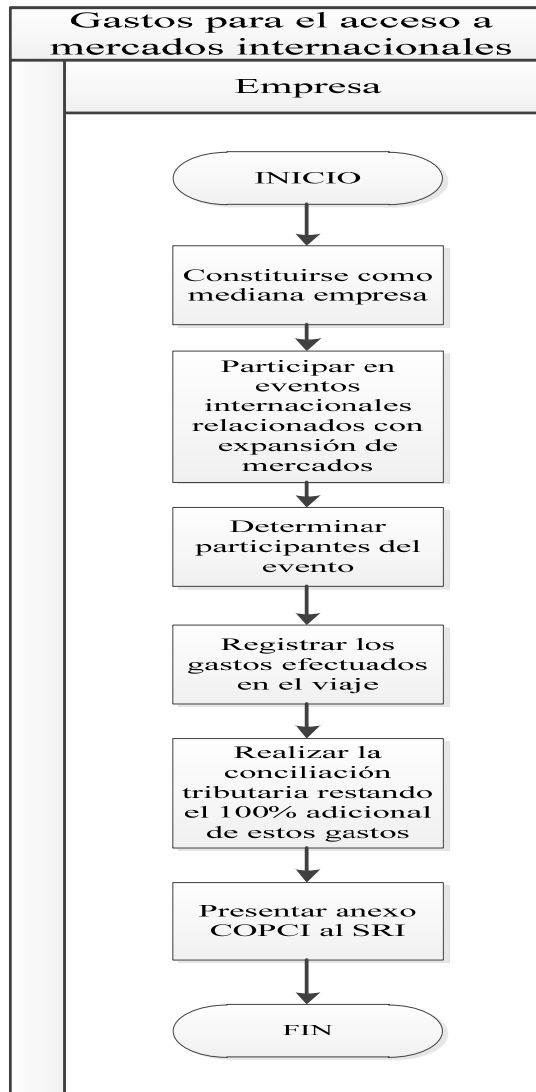 Gastos para el acceso a
mercados internacionales
Empresa
INICIO
Constituirse como
mediana empresa
Participar en
eventos
internacionales
relacionados con
expansión de
mercados
Determinar
participantes del
evento
Registrar los
gastos efectuados
en el viaje
Realizar la
conciliación
tributaria restando
el 100% adicional
de estos gastos
Presentar anexo
COPCI al SRI
FIN